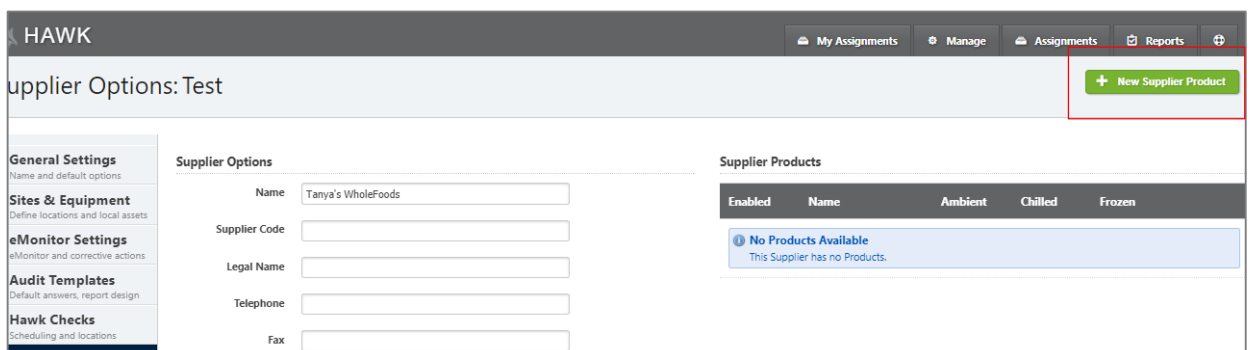 HAWK
My Assignments
Manage
Assignments
Reports
upplier Options: Test
New Supplier Product
General Settings
Name and default options
Sites & Equipment
Define locations and local assets
eMonitor Settings
eMonitor and corrective actions
Audit Templates
Default answers, report design
Hawk Checks
Scheduling and locations
Supplier Options
Name
Tanya's WholeFoods
Supplier Code
Legal Name
Telephone
Fax
Supplier Products
Enabled Name Ambient Chilled Frozen
No Products Available
This Supplier has no Products.